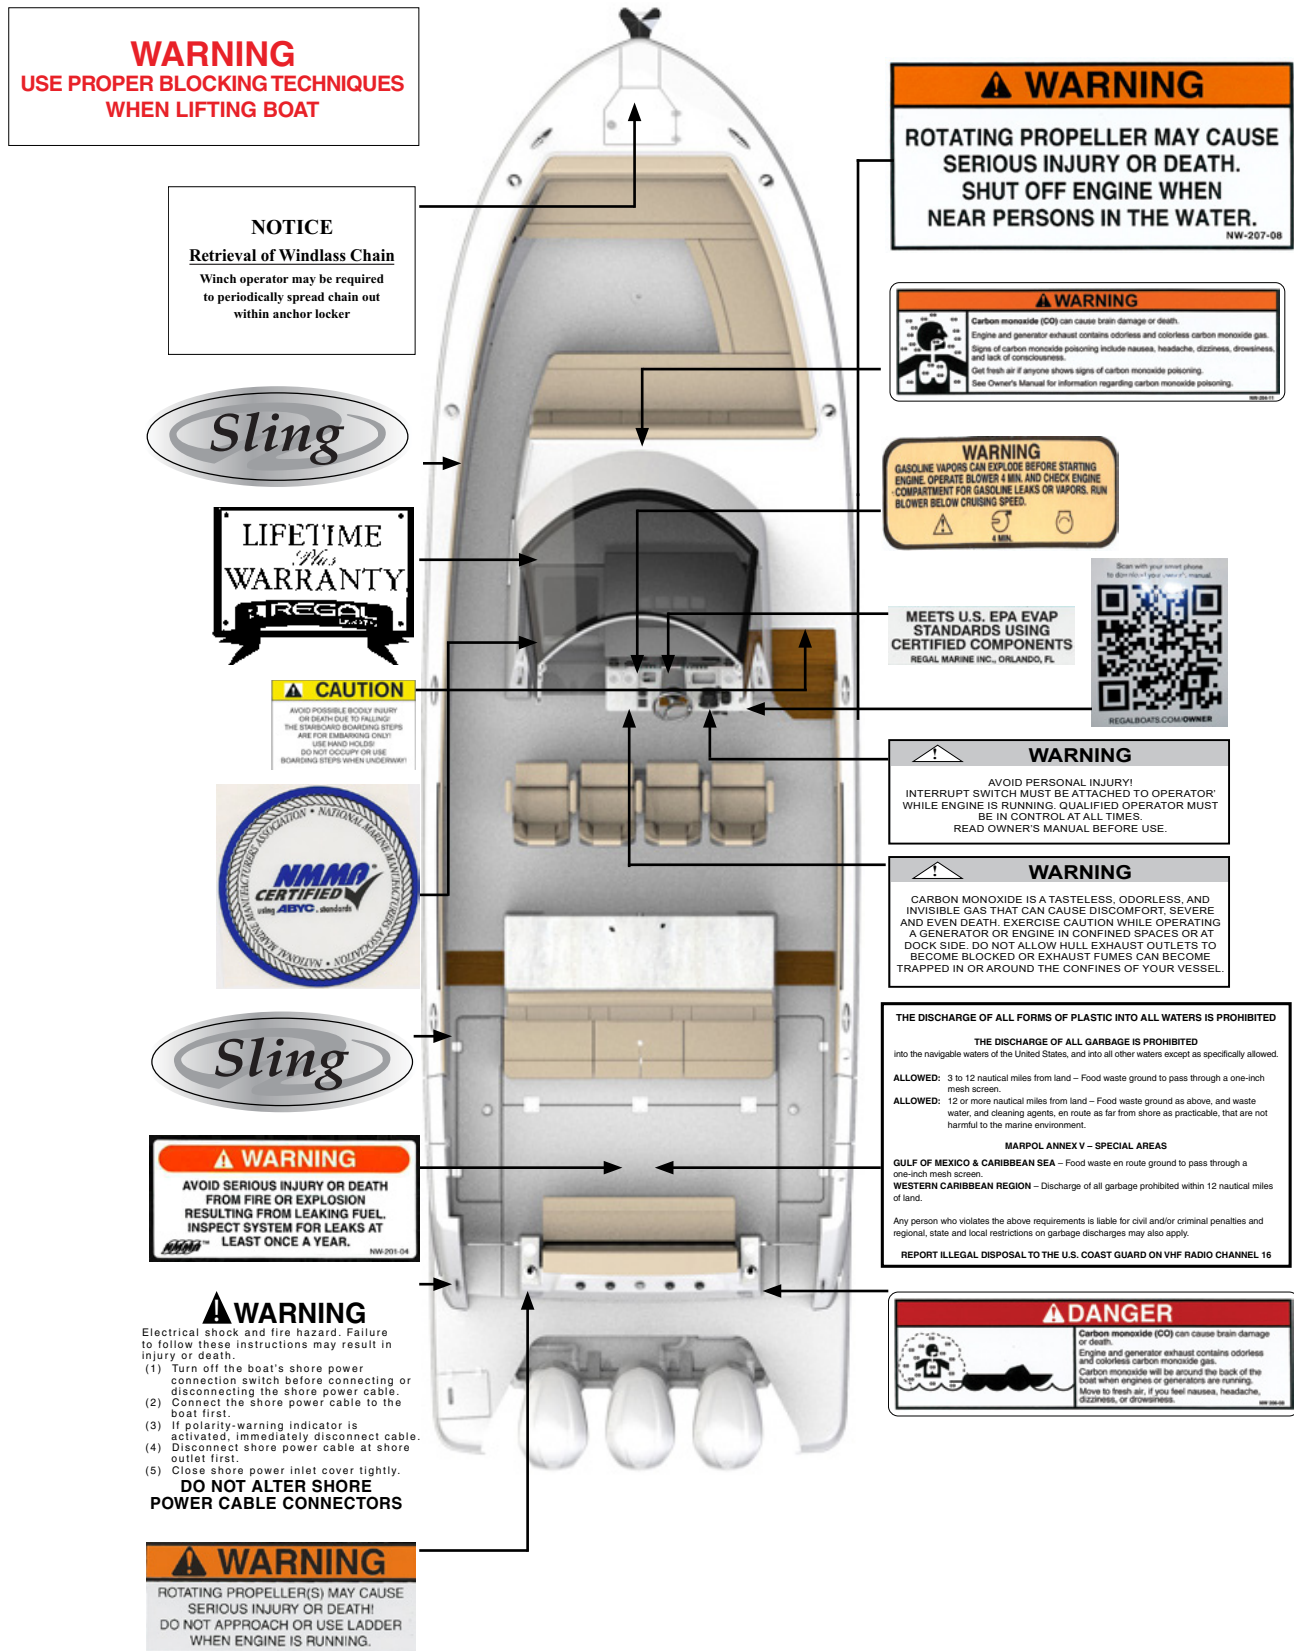 WARNING
USE PROPER BLOCKING TECHNIQUES
WHEN LIFTING BOAT
NOTICE
Retrieval of Windlass Chain
Winch operator may be required
to periodically spread chain out
within anchor locker
Sling
LIFETIME
Plus
WARRANTY
REGAL
CAUTION
AVOID POSSIBLE BODILY INJURY
OR DEATH DUE TO FALLING!
THE STARBOARD BOARDING STEPS
ARE FOR EMBARKING ONLY!
USE HAND HOLDS!
DO NOT OCCUPY OR USE
BOARDING STEPS WHEN UNDERWAY!
NATIONAL MARINE MANUFACTURERS ASSOCIATION • NATIONAL MARINE MANUFACTURERS ASSOCIATION •
NMMA®
CERTIFIED
using ABYC. standards
Sling
WARNING
AVOID SERIOUS INJURY OR DEATH
FROM FIRE OR EXPLOSION
RESULTING FROM LEAKING FUEL.
INSPECT SYSTEM FOR LEAKS AT
LEAST ONCE A YEAR.
NMMA™
NW-201-04
WARNING
Electrical shock and fire hazard. Failure
to follow these instructions may result in
injury or death.
(1) Turn off the boat's shore power
connection switch before connecting or
disconnecting the shore power cable.
(2) Connect the shore power cable to the
boat first.
(3) If polarity-warning indicator is
activated, immediately disconnect cable.
(4) Disconnect shore power cable at shore
outlet first.
(5) Close shore power inlet cover tightly.
DO NOT ALTER SHORE
POWER CABLE CONNECTORS
WARNING
ROTATING PROPELLER(S) MAY CAUSE
SERIOUS INJURY OR DEATH!
DO NOT APPROACH OR USE LADDER
WHEN ENGINE IS RUNNING.
WARNING
ROTATING PROPELLER MAY CAUSE
SERIOUS INJURY OR DEATH.
SHUT OFF ENGINE WHEN
NEAR PERSONS IN THE WATER.
NW-207-08
WARNING
Carbon monoxide (CO) can cause brain damage or death.
Engine and generator exhaust contains odorless and colorless carbon monoxide gas.
Signs of carbon monoxide poisoning include nausea, headache, dizziness, drowsiness,
and lack of consciousness.
Get fresh air if anyone shows signs of carbon monoxide poisoning.
See Owner's Manual for information regarding carbon monoxide poisoning.
WARNING
GASOLINE VAPORS CAN EXPLODE BEFORE STARTING
ENGINE. OPERATE BLOWER 4 MIN. AND CHECK ENGINE
COMPARTMENT FOR GASOLINE LEAKS OR VAPORS. RUN
BLOWER BELOW CRUISING SPEED.
4 MIN.
Scan with your smart phone
to download your owner's manual.
REGALBOATS.COM/OWNER
MEETS U.S. EPA EVAP
STANDARDS USING
CERTIFIED COMPONENTS
REGAL MARINE INC., ORLANDO, FL
WARNING
AVOID PERSONAL INJURY!
INTERRUPT SWITCH MUST BE ATTACHED TO OPERATOR'
WHILE ENGINE IS RUNNING. QUALIFIED OPERATOR MUST
BE IN CONTROL AT ALL TIMES.
READ OWNER'S MANUAL BEFORE USE.
WARNING
CARBON MONOXIDE IS A TASTELESS, ODORLESS, AND
INVISIBLE GAS THAT CAN CAUSE DISCOMFORT, SEVERE
AND EVEN DEATH. EXERCISE CAUTION WHILE OPERATING
A GENERATOR OR ENGINE IN CONFINED SPACES OR AT
DOCK SIDE. DO NOT ALLOW HULL EXHAUST OUTLETS TO
BECOME BLOCKED OR EXHAUST FUMES CAN BECOME
TRAPPED IN OR AROUND THE CONFINES OF YOUR VESSEL.
THE DISCHARGE OF ALL FORMS OF PLASTIC INTO ALL WATERS IS PROHIBITED
THE DISCHARGE OF ALL GARBAGE IS PROHIBITED
into the navigable waters of the United States, and into all other waters except as specifically allowed.
ALLOWED: 3 to 12 nautical miles from land – Food waste ground to pass through a one-inch
mesh screen.
ALLOWED: 12 or more nautical miles from land – Food waste ground as above, and waste
water, and cleaning agents, en route as far from shore as practicable, that are not
harmful to the marine environment.
MARPOL ANNEX V – SPECIAL AREAS
GULF OF MEXICO & CARIBBEAN SEA – Food waste en route ground to pass through a
one-inch mesh screen.
WESTERN CARIBBEAN REGION – Discharge of all garbage prohibited within 12 nautical miles
of land.
Any person who violates the above requirements is liable for civil and/or criminal penalties and
regional, state and local restrictions on garbage discharges may also apply.
REPORT ILLEGAL DISPOSAL TO THE U.S. COAST GUARD ON VHF RADIO CHANNEL 16
DANGER
Carbon monoxide (CO) can cause brain damage
or death.
Engine and generator exhaust contains odorless
and colorless carbon monoxide gas.
Carbon monoxide will be around the back of the
boat when engines or generators are running.
Move to fresh air, if you feel nausea, headache,
dizziness, or drowsiness.